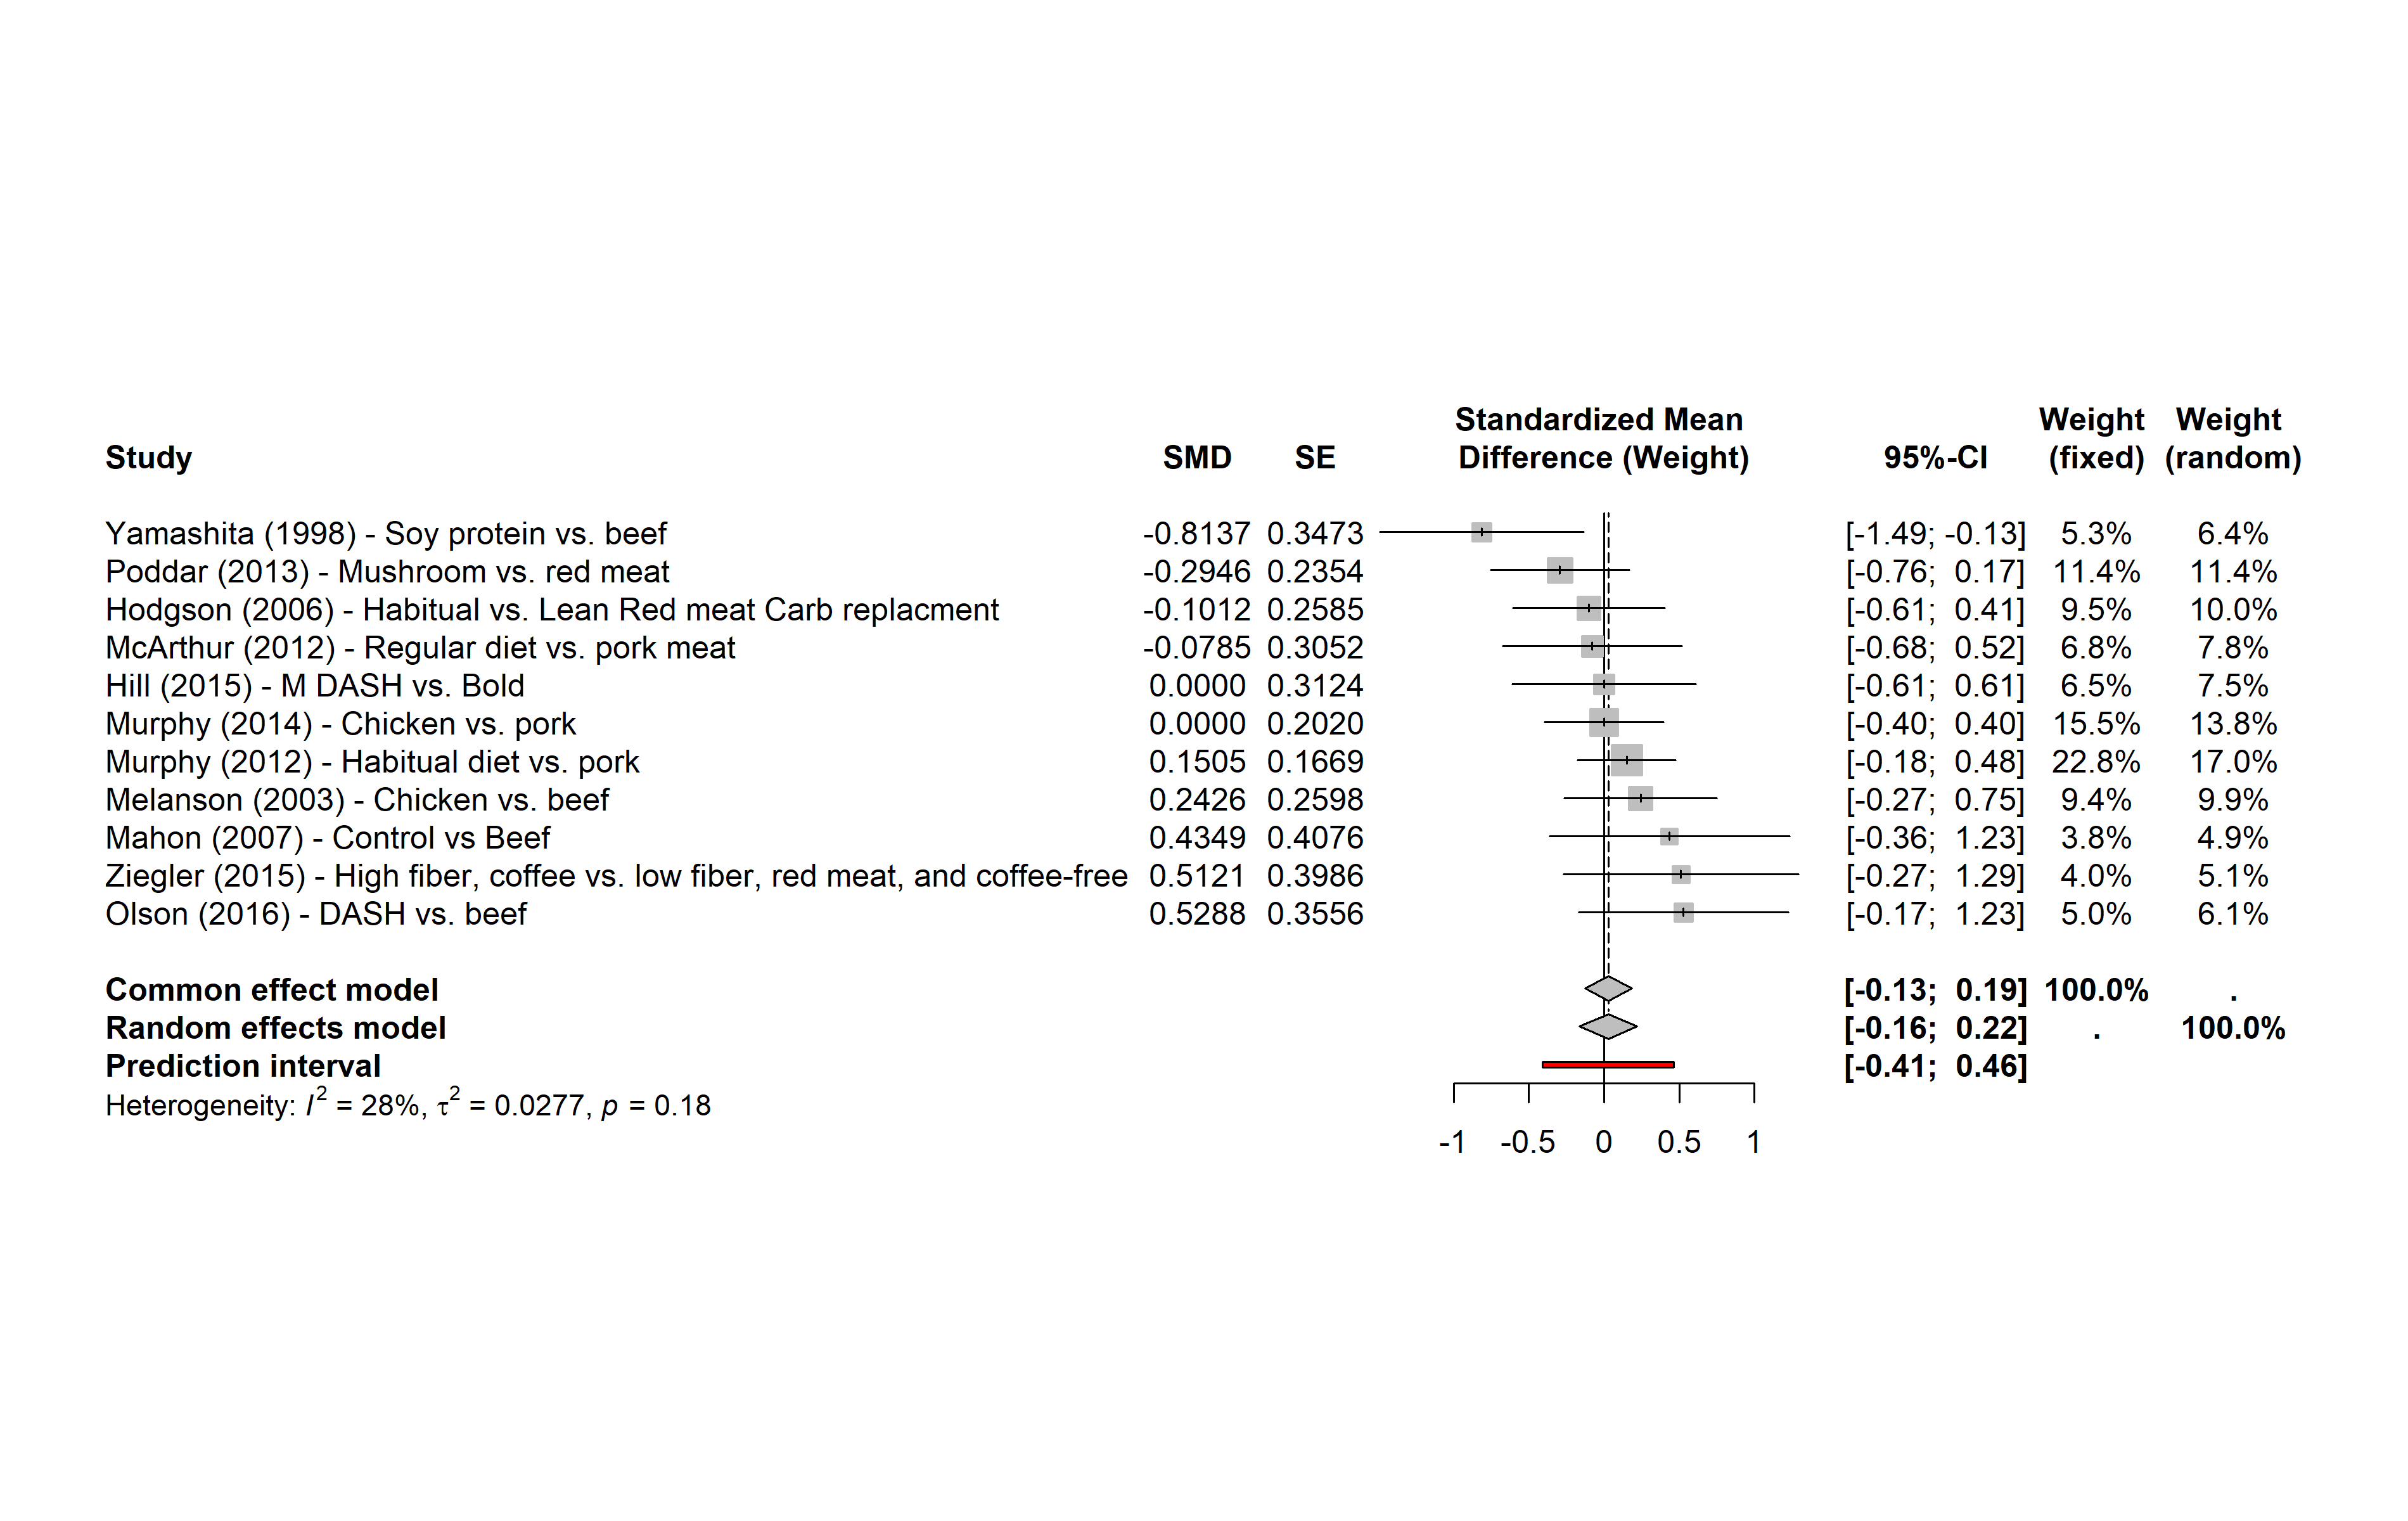 Standardized Mean Weight Weight
Study SMD SE Difference (Weight) 95%-CI (fixed) (random)
Yamashita (1998) - Soy protein vs. beef -0.8137 0.3473 [-1.49; -0.13] 5.3% 6.4%
Poddar (2013) - Mushroom vs. red meat -0.2946 0.2354 [-0.76; 0.17] 11.4% 11.4%
Hodgson (2006) - Habitual vs. Lean Red meat Carb replacment -0.1012 0.2585 [-0.61; 0.41] 9.5% 10.0%
McArthur (2012) - Regular diet vs. pork meat -0.0785 0.3052 [-0.68; 0.52] 6.8% 7.8%
Hill (2015) - M DASH vs. Bold 0.0000 0.3124 [-0.61; 0.61] 6.5% 7.5%
Murphy (2014) - Chicken vs. pork 0.0000 0.2020 [-0.40; 0.40] 15.5% 13.8%
Murphy (2012) - Habitual diet vs. pork 0.1505 0.1669 [-0.18; 0.48] 22.8% 17.0%
Melanson (2003) - Chicken vs. beef 0.2426 0.2598 [-0.27; 0.75] 9.4% 9.9%
Mahon (2007) - Control vs Beef 0.4349 0.4076 [-0.36; 1.23] 3.8% 4.9%
Ziegler (2015) - High fiber, coffee vs. low fiber, red meat, and coffee-free 0.5121 0.3986 [-0.27; 1.29] 4.0% 5.1%
Olson (2016) - DASH vs. beef 0.5288 0.3556 [-0.17; 1.23] 5.0% 6.1%
Common effect model [-0.13; 0.19] 100.0% .
Random effects model [-0.16; 0.22] . 100.0%
Prediction interval [-0.41; 0.46]
Heterogeneity: I² = 28%, τ² = 0.0277, p = 0.18
-1 -0.5 0 0.5 1